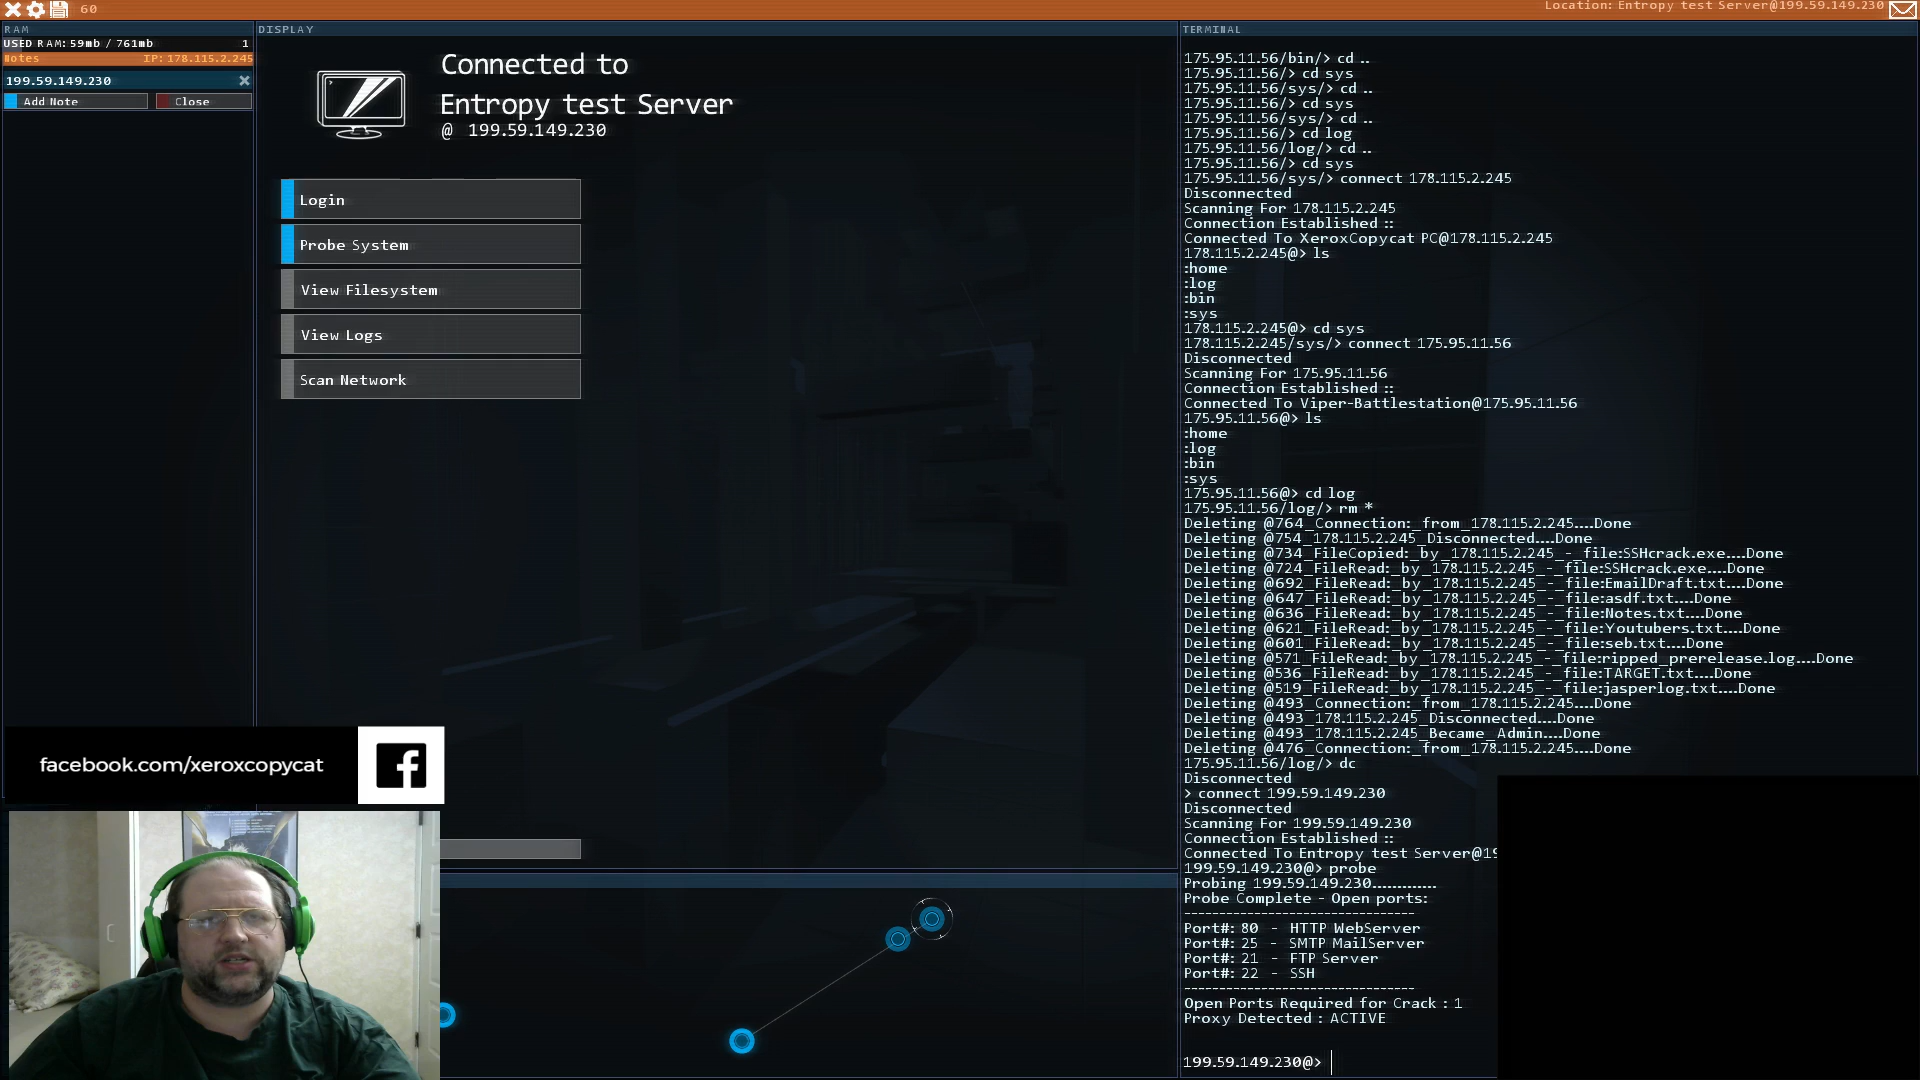 60
Location: Entropy test Server@199.59.149.230
RAM
USED RAM: 59mb / 761mb 1
Notes IP: 178.115.2.245
199.59.149.230
Add Note Close
DISPLAY
Connected to
Entropy test Server
@ 199.59.149.230
Login
Probe System
View Filesystem
View Logs
Scan Network
facebook.com/xeroxcopycat
TERMINAL
175.95.11.56/bin/> cd ..
175.95.11.56/> cd sys
175.95.11.56/sys/> cd ..
175.95.11.56/> cd sys
175.95.11.56/sys/> cd ..
175.95.11.56/> cd log
175.95.11.56/log/> cd ..
175.95.11.56/> cd sys
175.95.11.56/sys/> connect 178.115.2.245
Disconnected
Scanning For 178.115.2.245
Connection Established ::
Connected To XeroxCopycat PC@178.115.2.245
178.115.2.245@> ls
:home
:log
:bin
:sys
178.115.2.245@> cd sys
178.115.2.245/sys/> connect 175.95.11.56
Disconnected
Scanning For 175.95.11.56
Connection Established ::
Connected To Viper-Battlestation@175.95.11.56
175.95.11.56@> ls
:home
:log
:bin
:sys
175.95.11.56@> cd log
175.95.11.56/log/> rm *
Deleting @764_Connection:_from_178.115.2.245....Done
Deleting @754_178.115.2.245_Disconnected....Done
Deleting @734_FileCopied:_by_178.115.2.245_-_file:SSHcrack.exe....Done
Deleting @724_FileRead:_by_178.115.2.245_-_file:SSHcrack.exe....Done
Deleting @692_FileRead:_by_178.115.2.245_-_file:EmailDraft.txt....Done
Deleting @647_FileRead:_by_178.115.2.245_-_file:asdf.txt....Done
Deleting @636_FileRead:_by_178.115.2.245_-_file:Notes.txt....Done
Deleting @621_FileRead:_by_178.115.2.245_-_file:Youtubers.txt....Done
Deleting @601_FileRead:_by_178.115.2.245_-_file:seb.txt....Done
Deleting @571_FileRead:_by_178.115.2.245_-_file:ripped_prerelease.log....Done
Deleting @536_FileRead:_by_178.115.2.245_-_file:TARGET.txt....Done
Deleting @519_FileRead:_by_178.115.2.245_-_file:jasperlog.txt....Done
Deleting @493_Connection:_from_178.115.2.245....Done
Deleting @493_178.115.2.245_Disconnected....Done
Deleting @493_178.115.2.245_Became_Admin....Done
Deleting @476_Connection:_from_178.115.2.245....Done
175.95.11.56/log/> dc
Disconnected
> connect 199.59.149.230
Disconnected
Scanning For 199.59.149.230
Connection Established ::
Connected To Entropy test Server@19
199.59.149.230@> probe
Probing 199.59.149.230.............
Probe Complete - Open ports:
---------------------------------
Port#: 80 - HTTP WebServer
Port#: 25 - SMTP MailServer
Port#: 21 - FTP Server
Port#: 22 - SSH
---------------------------------
Open Ports Required for Crack : 1
Proxy Detected : ACTIVE
199.59.149.230@>